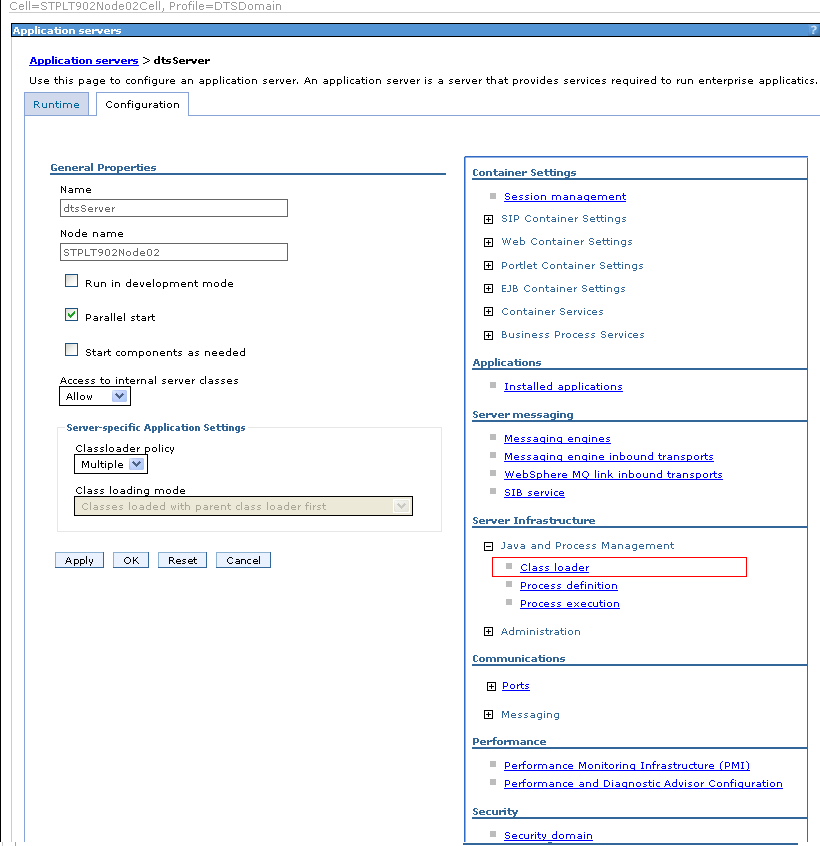 Cell=STPLT902Node02Cell, Profile=DTSDomain
Application servers
?
Application servers > dtsServer
Use this page to configure an application server. An application server is a server that provides services required to run enterprise applicatics.
Runtime
Configuration
General Properties
Name
dtsServer
Node name
STPLT902Node02
Run in development mode
Parallel start
Start components as needed
Access to internal server classes
Allow
Server-specific Application Settings
Classloader policy
Multiple
Class loading mode
Classes loaded with parent class loader first
Apply
OK
Reset
Cancel
Container Settings
Session management
SIP Container Settings
Web Container Settings
Portlet Container Settings
EJB Container Settings
Container Services
Business Process Services
Applications
Installed applications
Server messaging
Messaging engines
Messaging engine inbound transports
WebSphere MQ link inbound transports
SIB service
Server Infrastructure
Java and Process Management
Class loader
Process definition
Process execution
Administration
Communications
Ports
Messaging
Performance
Performance Monitoring Infrastructure (PMI)
Performance and Diagnostic Advisor Configuration
Security
Security domain